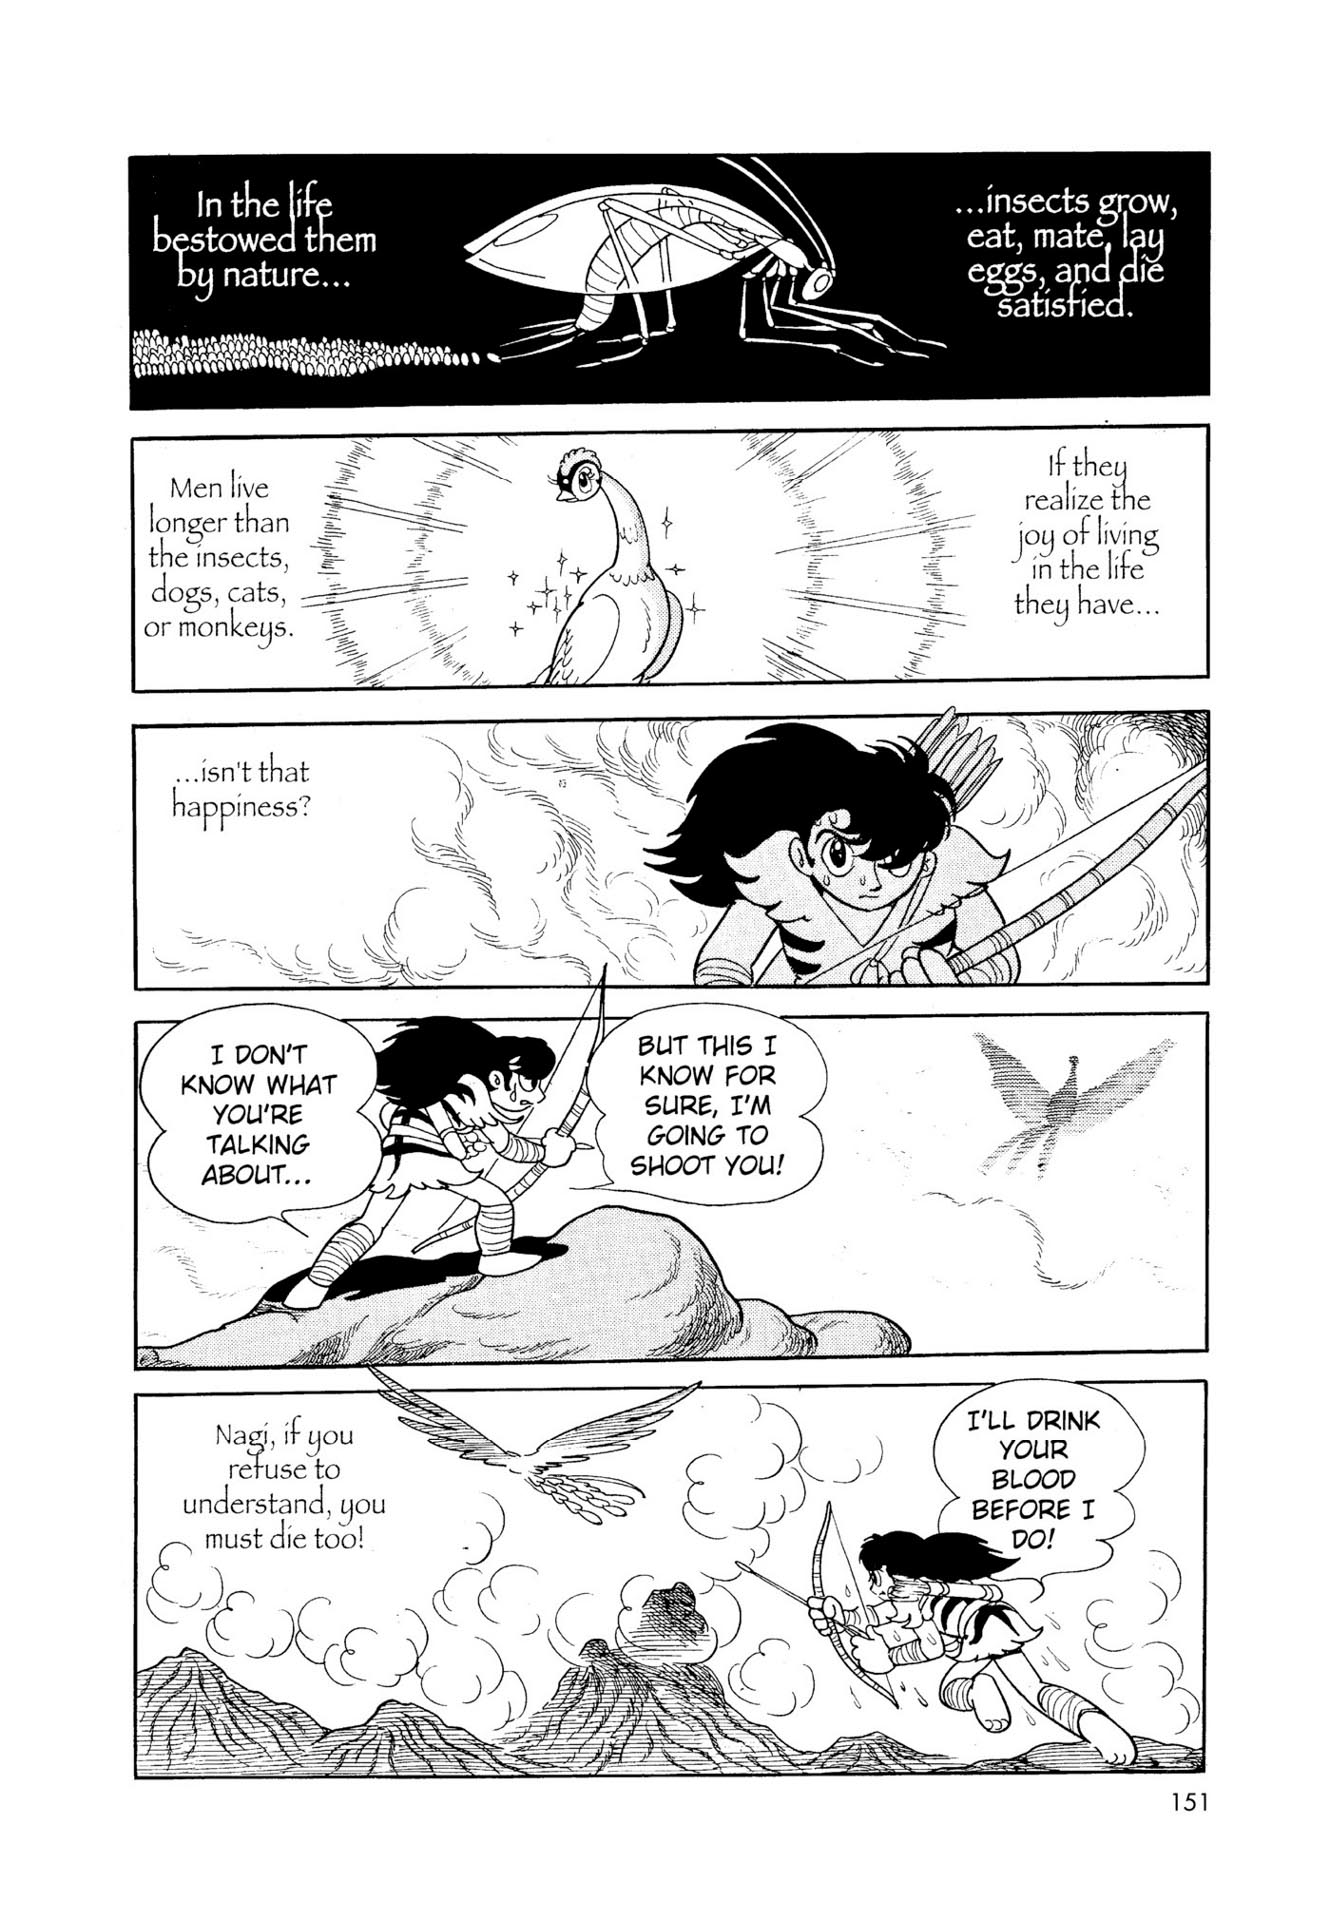 In the life
bestowed them
by nature...
...insects grow,
eat, mate, lay
eggs, and die
satisfied.
Men live
longer than
the insects,
dogs, cats,
or monkeys.
If they
realize the
joy of living
in the life
they have...
...isn't that
happiness?
I DON'T
KNOW WHAT
YOU'RE
TALKING
ABOUT...
BUT THIS I
KNOW FOR
SURE, I'M
GOING TO
SHOOT YOU!
Nagi, if you
refuse to
understand, you
must die too!
I'LL DRINK
YOUR
BLOOD
BEFORE I
DO!
151